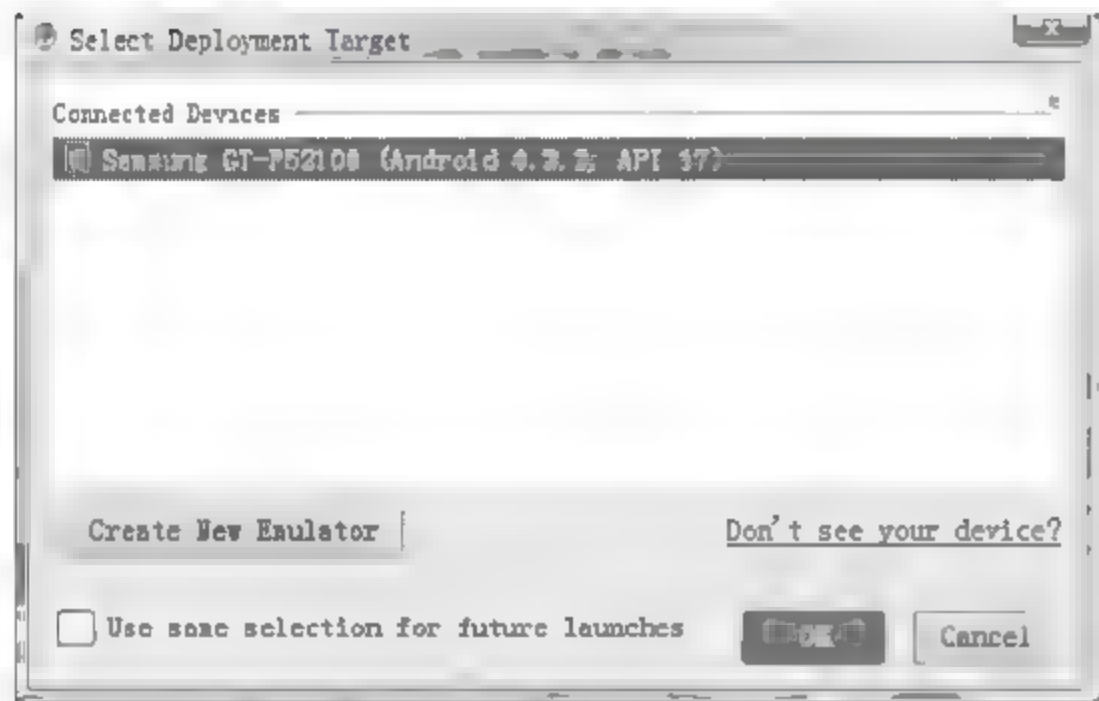 Select Deployment Target
Connected Devices
Samsung GT-P5210 (Android 4.2.2, API 17)
Create New Emulator
Don't see your device?
Use same selection for future launches
OK
Cancel